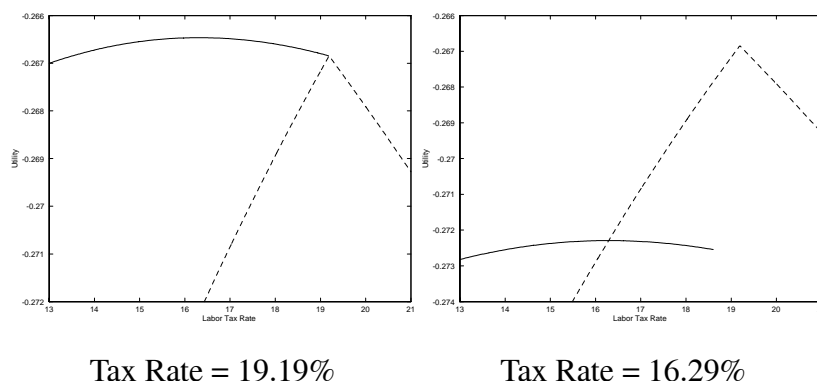 -0.266
-0.267
-0.268
-0.269
-0.27
-0.271
-0.272
Utility
13 14 15 16 17 18 19 20 21
Labor Tax Rate
Tax Rate = 19.19%
-0.266
-0.267
-0.268
-0.269
-0.27
-0.271
-0.272
-0.273
-0.274
Utility
13 14 15 16 17 18 19 20
Labor Tax Rate
Tax Rate = 16.29%